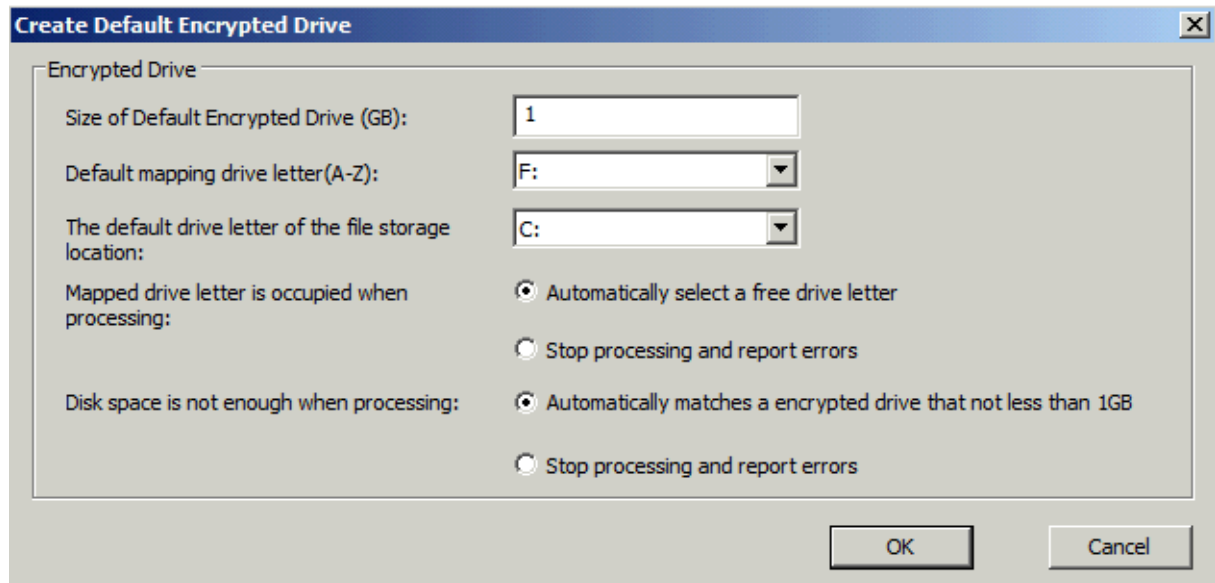 Create Default Encrypted Drive
Encrypted Drive
Size of Default Encrypted Drive (GB):
1
Default mapping drive letter(A-Z):
F:
The default drive letter of the file storage
location:
C:
Mapped drive letter is occupied when
processing:
Automatically select a free drive letter
Stop processing and report errors
Disk space is not enough when processing:
Automatically matches a encrypted drive that not less than 1GB
Stop processing and report errors
OK
Cancel